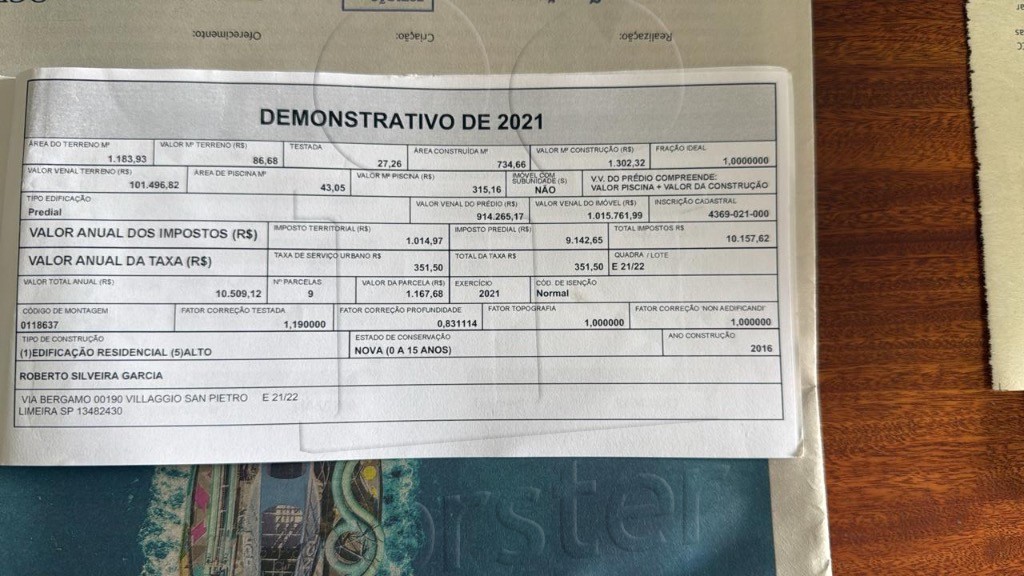 Realização:
Criação:
Oferecimento:
DEMONSTRATIVO DE 2021
ÁREA DO TERRENO M² VALOR M² TERRENO (R$) TESTADA ÁREA CONSTRUÍDA M² VALOR M² CONSTRUÇÃO (R$) FRAÇÃO IDEAL
1.183,93 86,68 27,26 734,66 1.302,32 1,0000000
VALOR VENAL TERRENO (R$) ÁREA DE PISCINA M² VALOR M² PISCINA (R$) IMÓVEL COM SUBUNIDADE (S) V.V. DO PRÉDIO COMPREENDE:
101.496,82 43,05 315,16 NÃO VALOR PISCINA + VALOR DA CONSTRUÇÃO
TIPO EDIFICAÇÃO VALOR VENAL DO PRÉDIO (R$) VALOR VENAL DO IMÓVEL (R$) INSCRIÇÃO CADASTRAL
Predial 914.265,17 1.015.761,99 4369-021-000
VALOR ANUAL DOS IMPOSTOS (R$) IMPOSTO TERRITORIAL (R$) IMPOSTO PREDIAL (R$) TOTAL IMPOSTOS R$
1.014,97 9.142,65 10.157,62
VALOR ANUAL DA TAXA (R$) TAXA DE SERVIÇO URBANO R$ TOTAL DA TAXA R$ QUADRA / LOTE
351,50 351,50 E 21/22
VALOR TOTAL ANUAL (R$) Nº PARCELAS VALOR DA PARCELA (R$) EXERCÍCIO CÓD. DE ISENÇÃO
10.509,12 9 1.167,68 2021 Normal
CÓDIGO DE MONTAGEM FATOR CORREÇÃO TESTADA FATOR CORREÇÃO PROFUNDIDADE FATOR TOPOGRAFIA FATOR CORREÇÃO 'NON AEDIFICANDI'
0118637 1,190000 0,831114 1,000000 1,000000
TIPO DE CONSTRUÇÃO ESTADO DE CONSERVAÇÃO ANO CONSTRUÇÃO
(1)EDIFICAÇÃO RESIDENCIAL (5)ALTO NOVA (0 A 15 ANOS) 2016
ROBERTO SILVEIRA GARCIA
VIA BERGAMO 00190 VILLAGGIO SAN PIETRO E 21/22
LIMEIRA SP 13482430
orster